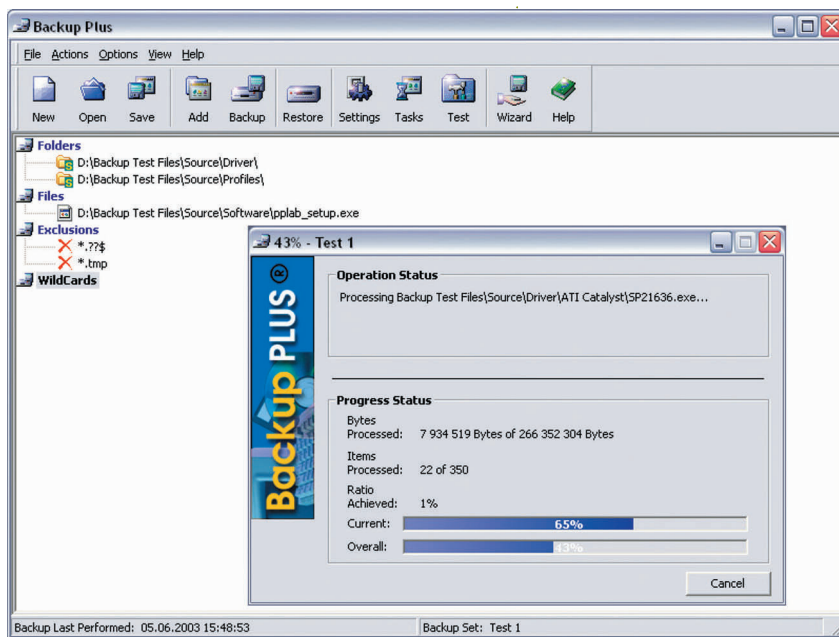 Backup Plus
File Actions Options View Help
New Open Save Add Backup Restore Settings Tasks Test Wizard Help
Folders
D:\Backup Test Files\Source\Driver\
D:\Backup Test Files\Source\Profiles\
Files
D:\Backup Test Files\Source\Software\pplab_setup.exe
Exclusions
*.??$
*.tmp
WildCards
43% - Test 1
Backup PLUS®
Operation Status
Processing Backup Test Files\Source\Driver\ATI Catalyst\SP21636.exe...
Progress Status
Bytes
Processed: 7 934 519 Bytes of 266 352 304 Bytes
Items
Processed: 22 of 350
Ratio
Achieved: 1%
Current: 65%
Overall: 43%
Cancel
Backup Last Performed: 05.06.2003 15:48:53 Backup Set: Test 1